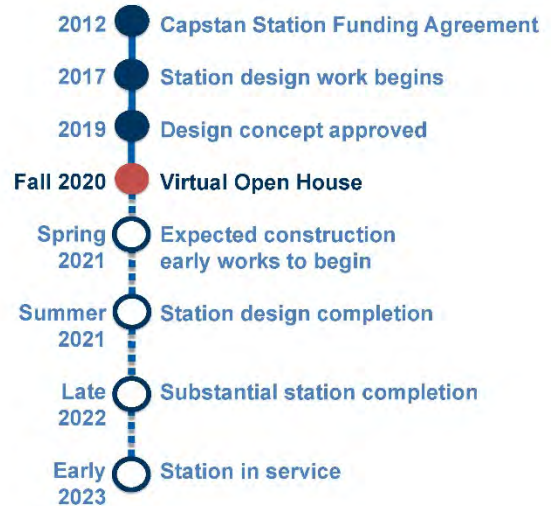 2012 Capstan Station Funding Agreement
2017 Station design work begins
2019 Design concept approved
Fall 2020 Virtual Open House
Spring 2021
Expected construction
early works to begin
Summer 2021
Station design completion
Late 2022
Substantial station completion
Early 2023
Station in service